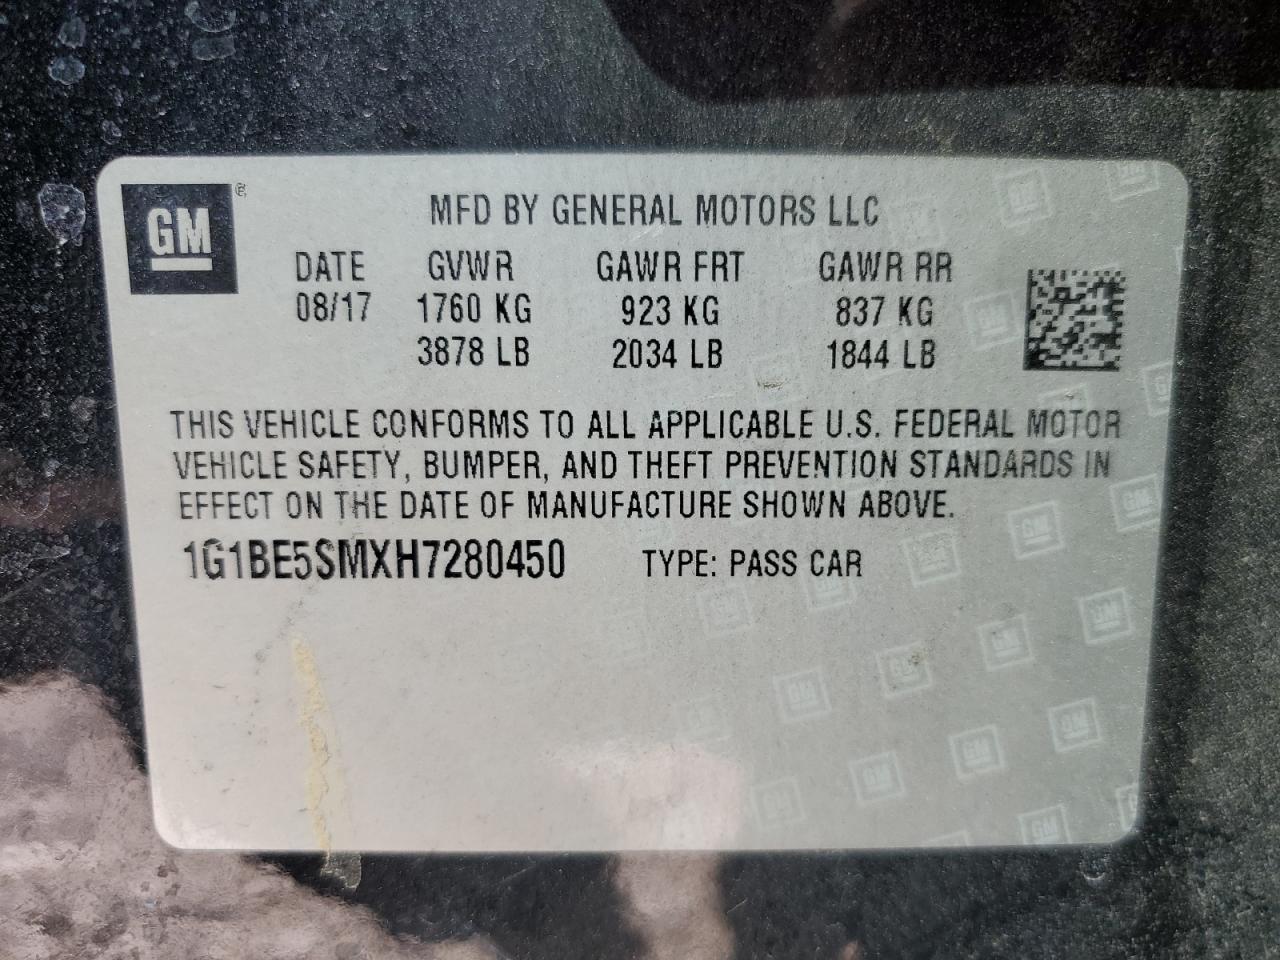 GM ®
MFD BY GENERAL MOTORS LLC
DATE GVWR GAWR FRT GAWR RR
08/17 1760 KG 923 KG 837 KG
3878 LB 2034 LB 1844 LB
THIS VEHICLE CONFORMS TO ALL APPLICABLE U.S. FEDERAL MOTOR
VEHICLE SAFETY, BUMPER, AND THEFT PREVENTION STANDARDS IN
EFFECT ON THE DATE OF MANUFACTURE SHOWN ABOVE.
1G1BE5SMXH7280450 TYPE: PASS CAR